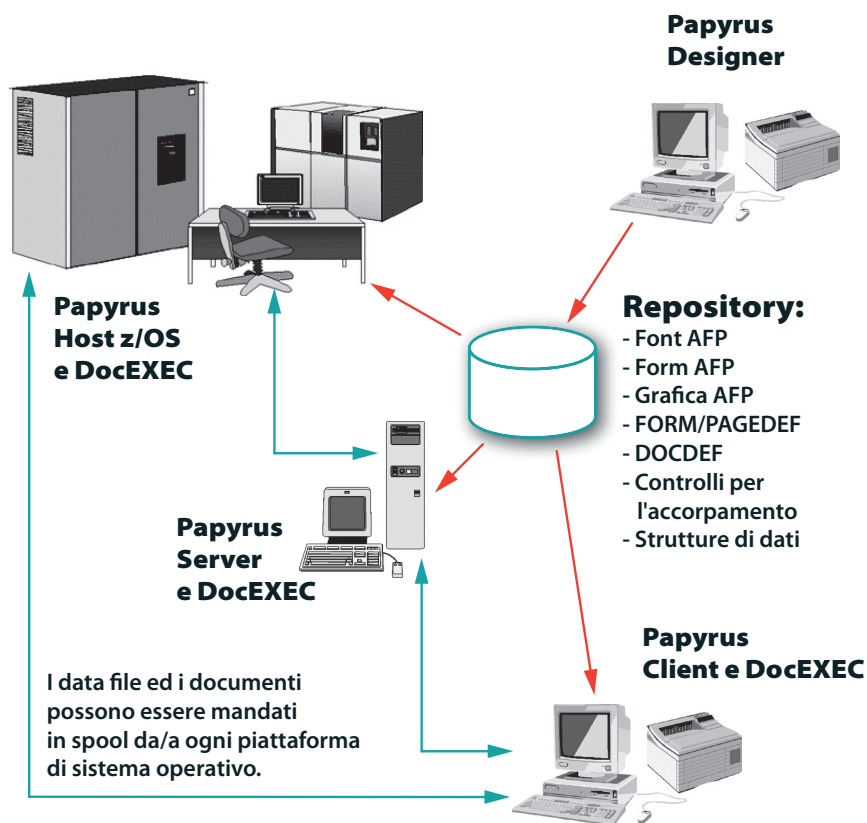 Papyrus
Designer
Papyrus
Host z/OS
e DocEXEC
Repository:
- Font AFP
- Form AFP
- Grafica AFP
- FORM/PAGEDEF
- DOCDEF
- Controlli per
l'accorpamento
- Strutture di dati
Papyrus
Server
e DocEXEC
Papyrus
Client e DocEXEC
I data file ed i documenti
possono essere mandati
in spool da/a ogni piattaforma
di sistema operativo.